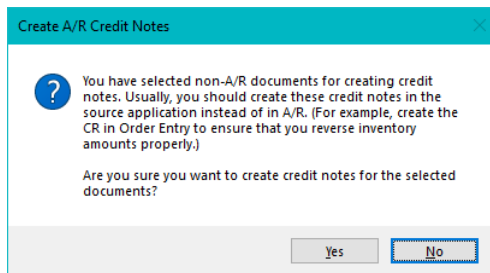 Create A/R Credit Notes
You have selected non-A/R documents for creating credit
notes. Usually, you should create these credit notes in the
source application instead of in A/R. (For example, create the
CR in Order Entry to ensure that you reverse inventory
amounts properly.)
Are you sure you want to create credit notes for the selected
documents?
Yes
No